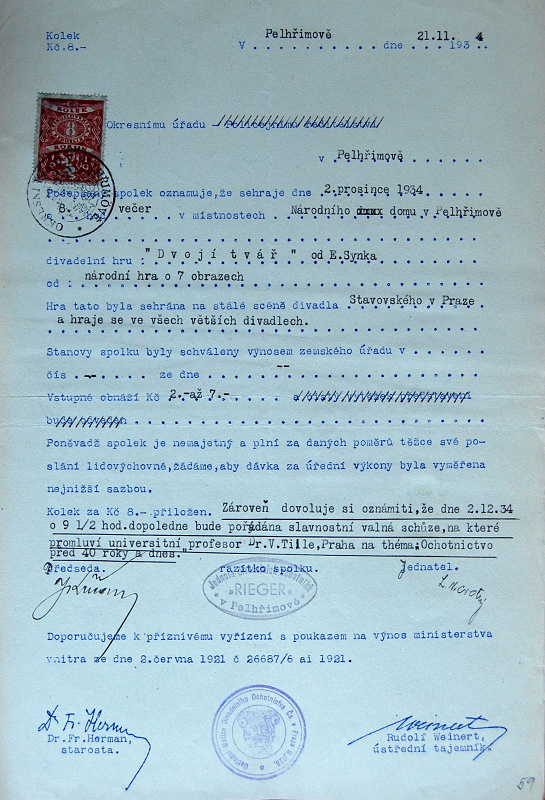 Kolek Pelhřimově 21.11. 4
Kč 8.- V . . . . . . . . . . dne . . . 193 . .
KOLEK
8
Okresnímu úřadu - Policejnímu ředitelství
v Pelhřimově
Podepsaný spolek oznamuje, že sehraje dne 2.prosince 1934
8. večer v místnostech Národního domu v Pelhřimově
divadelní hru : " D v o j í t v á ř " od E.Synka
od : národní hra o 7 obrazech
Hra tato byla sehrána na stálé scéně divadla Stavovského v Praze
a hraje se ve všech větších divadlech.
Stanovy spolku byly schváleny výnosem zemského úřadu v . . . . . .
čís . -.- . . . ze dne . . . . . -- . . . . . . . . . .
Vstupné obnáší Kč 2.-až 7.-
bude
Poněvadž spolek je nemajetný a plní za daných poměrů těžce své po-
slání lidovýchovné, žádáme, aby dávka za úřední výkony byla vyměřena
nejnižší sazbou.
Kolek za Kč 8.- přiložen. Zároveň dovoluji si oznámiti, že dne 2.12.34
o 9 1/2 hod.dopoledne bude pořádána slavnostní valná schůze, na které
promluví universitní profesor Dr.V.Tille, Praha na théma: Ochotnictvo
před 40 roky a dnes."
Předseda. razítko spolku. Jednatel.
"RIEGER"
v Pelhřimově
Doporučujeme k příznivému vyřízení s poukazem na výnos ministerstva
vnitra ze dne 2.června 1921 č 26687/6 ai 1921.
Dr Fr. Herman Weinert
Dr.Fr.Herman, Rudolf Weinert,
starosta. ústřední tajemník.
59